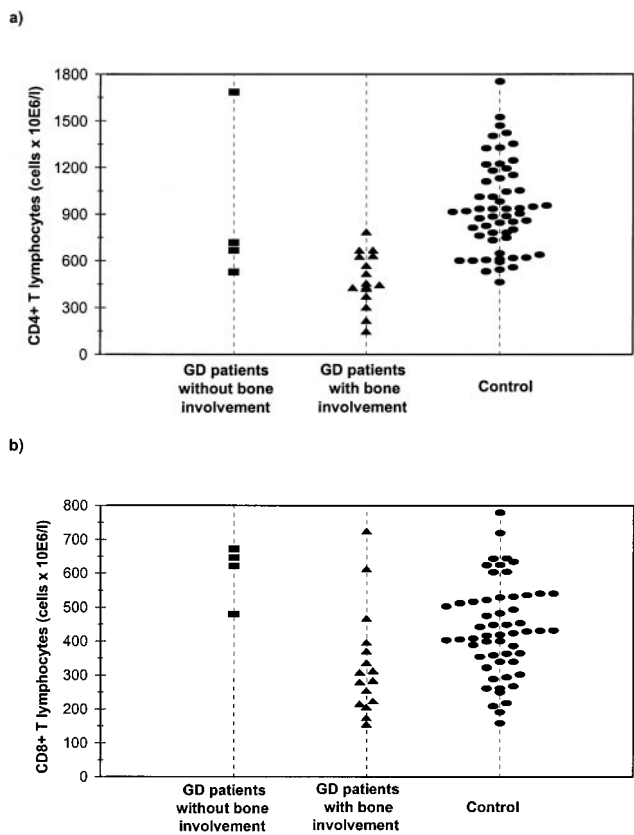 a)
CD4+ T lymphocytes (cells x 10E6/l)
1800
1500
1200
900
600
300
0
GD patients
without bone
involvement
GD patients
with bone
involvement
Control
b)
CD8+ T lymphocytes (cells x 10E6/l)
800
700
600
500
400
300
200
100
0
GD patients
without bone
involvement
GD patients
with bone
involvement
Control